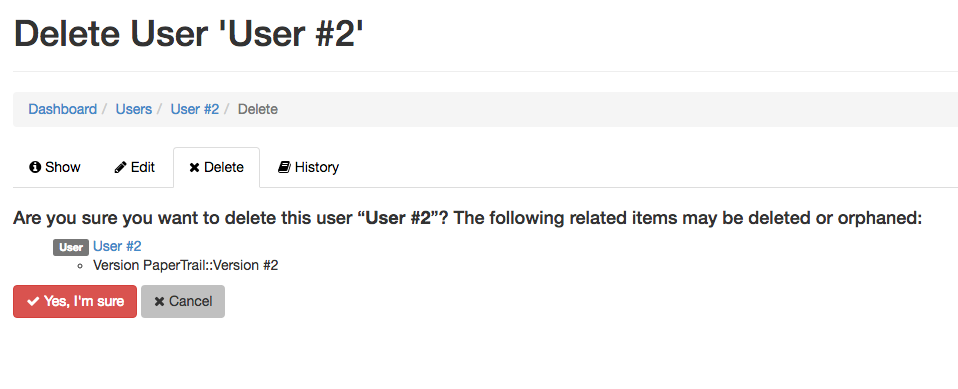 Delete User 'User #2'
Dashboard / Users / User #2 / Delete
Show Edit Delete History
Are you sure you want to delete this user “User #2”? The following related items may be deleted or orphaned:
User User #2
Version PaperTrail::Version #2
Yes, I'm sure Cancel